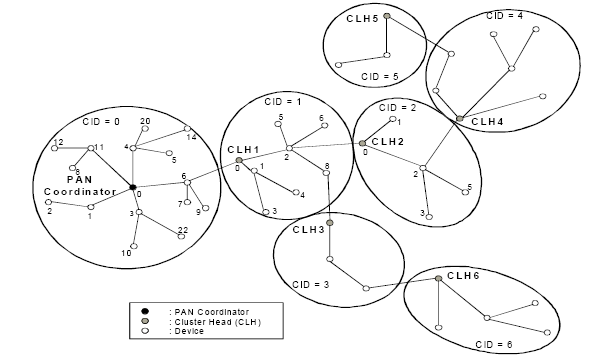 CLH5
CID = 4
CID = 5
CLH4
CID = 0
20
14
12
11
4
5
8
PAN
Coordinator
0
6
2
1
3
7
9
10
22
CID = 1
5
6
CLH1
0
1
2
8
4
3
CID = 2
1
CLH2
0
2
5
3
CLH3
CID = 3
CLH6
CID = 6
: PAN Coordinator
: Cluster Head (CLH)
: Device